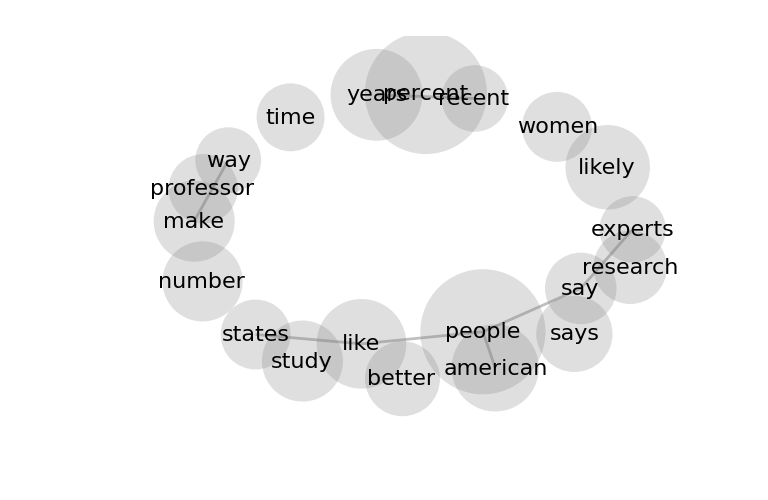 years
percent
recent
time
women
way
likely
professor
make
experts
research
number
say
states
like
people
says
study
better
american